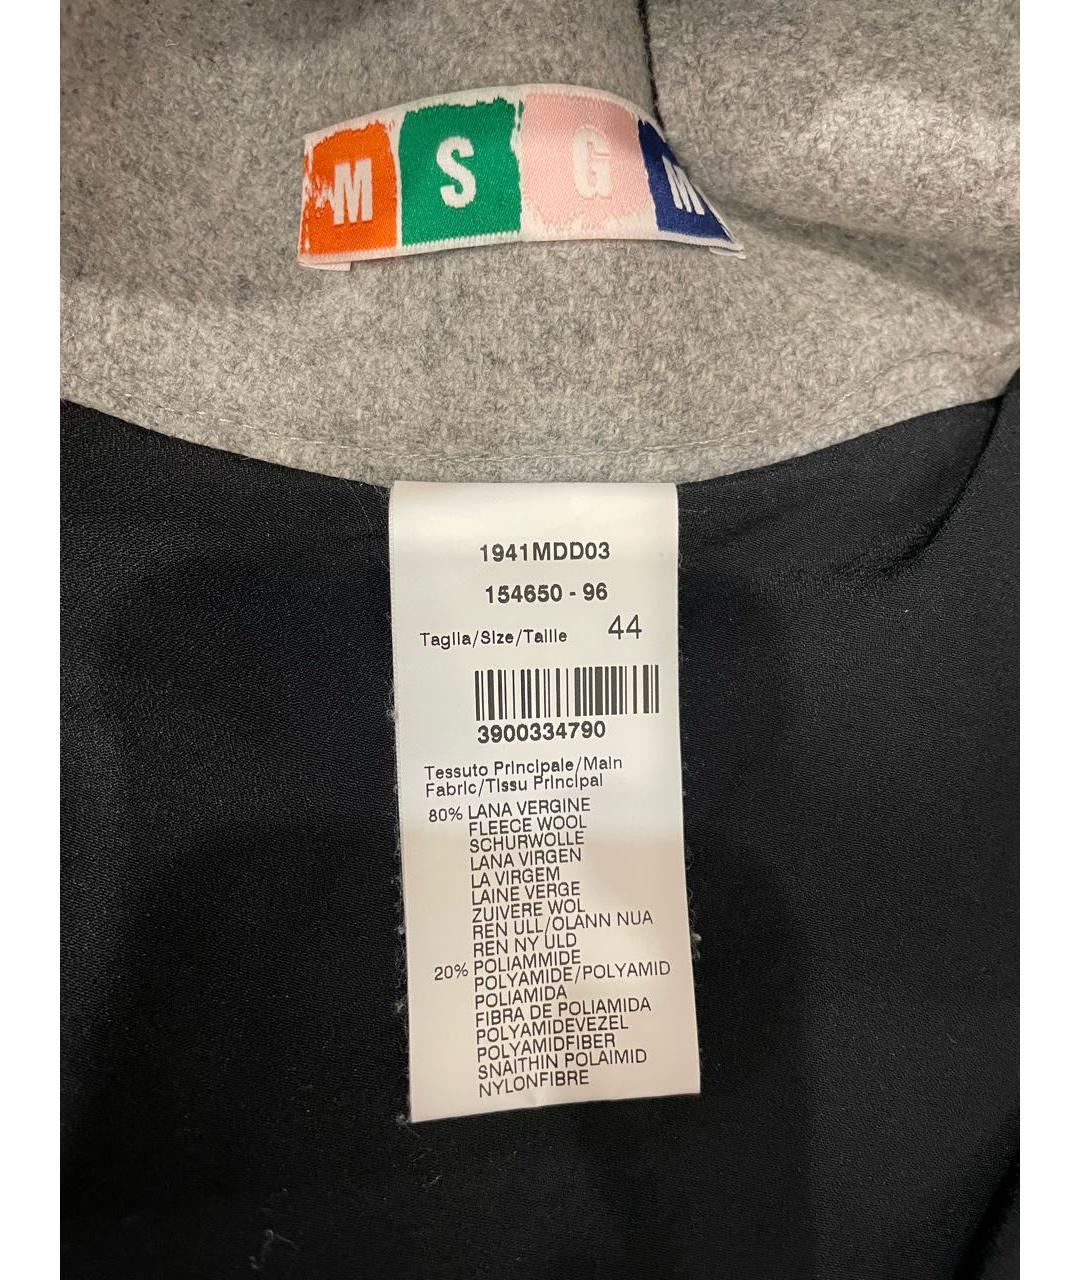 M S G M
1941MDD03
154650 - 96
Taglia/Size/Taille 44
3900334790
Tessuto Principale/Main
Fabric/Tissu Principal
80% LANA VERGINE
FLEECE WOOL
SCHURWOLLE
LANA VIRGEN
LA VIRGEM
LAINE VERGE
ZUIVERE WOL
REN ULL/OLANN NUA
REN NY ULD
20% POLIAMMIDE
POLYAMIDE/POLYAMID
POLIAMIDA
FIBRA DE POLIAMIDA
POLYAMIDEVEZEL
POLYAMIDFIBER
SNAITHIN POLAIMID
NYLONFIBRE